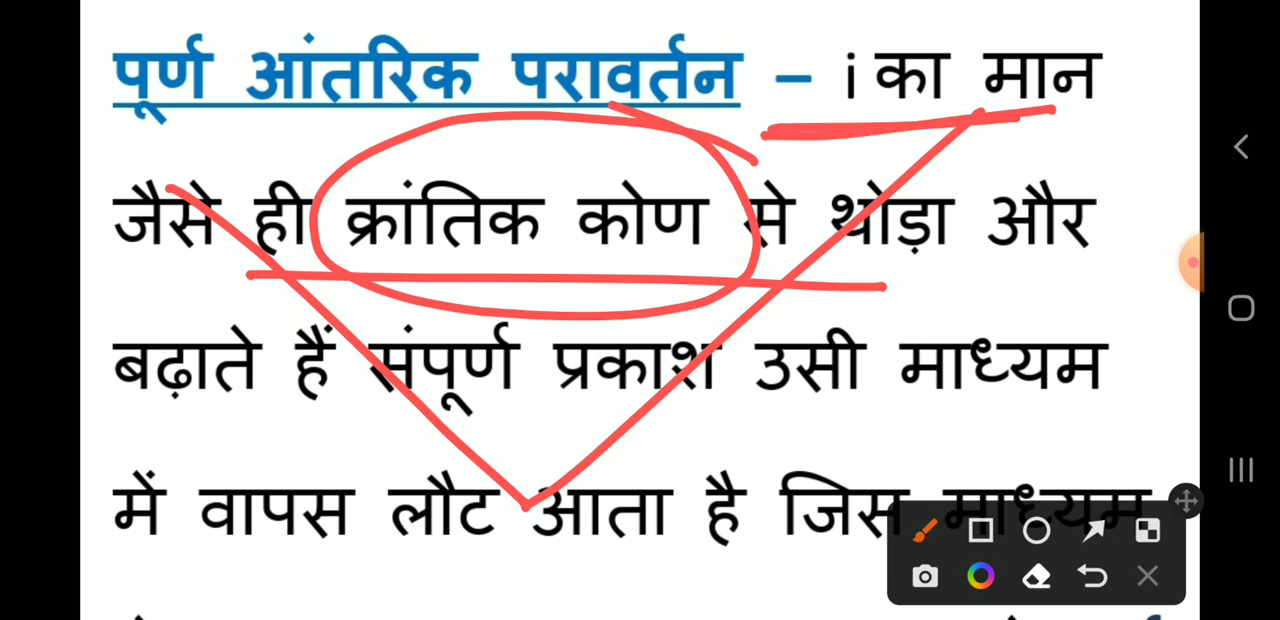 पूर्ण आंतरिक परावर्तन – i का मान
जैसे ही क्रांतिक कोण से थोड़ा और
बढ़ाते हैं संपूर्ण प्रकाश उसी माध्यम
में वापस लौट आता है जिस माध्यम